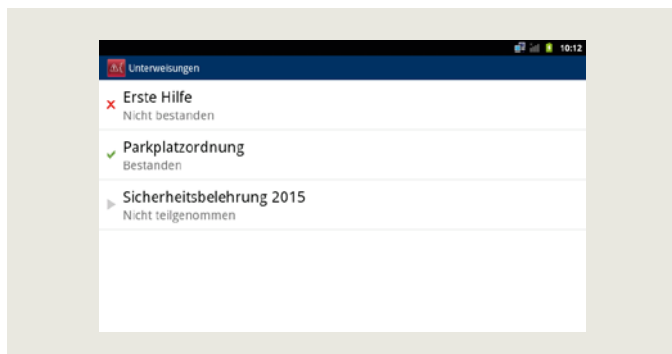 10:12
Unterweisungen
Erste Hilfe
Nicht bestanden
Parkplatzordnung
Bestanden
Sicherheitsbelehrung 2015
Nicht teilgenommen